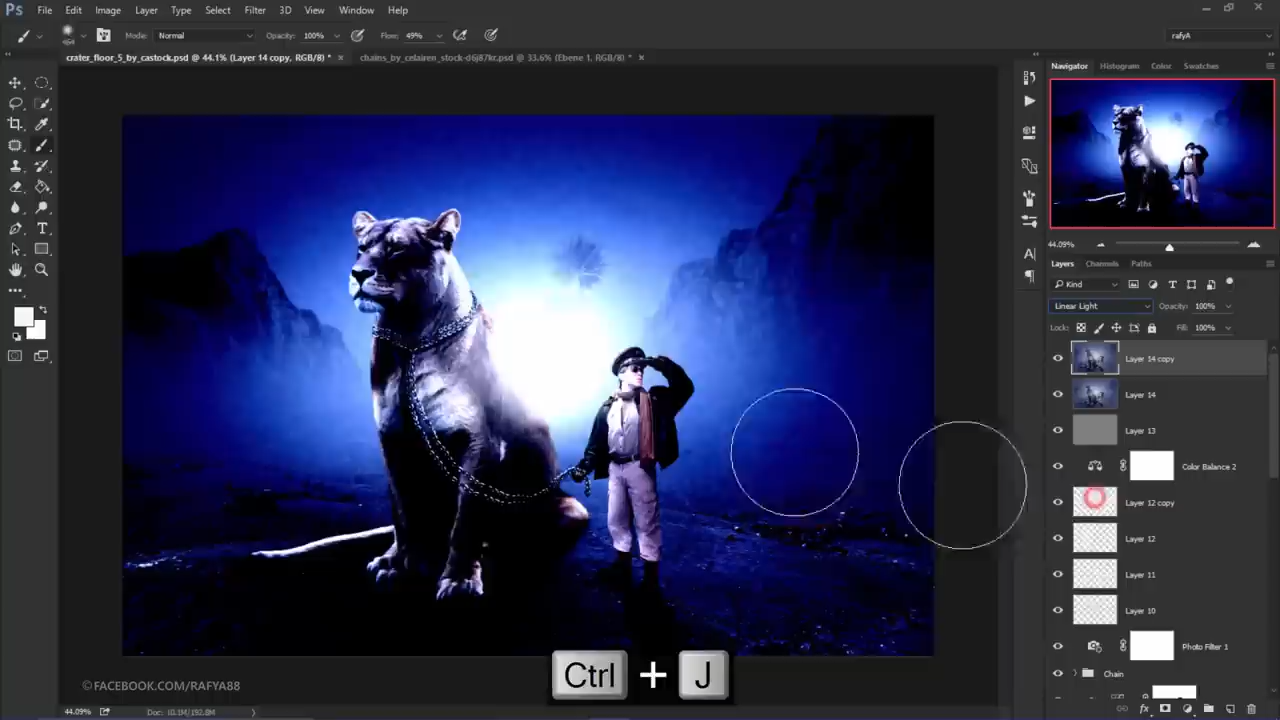 Ps File Edit Image Layer Type Select Filter 3D View Window Help
Mode: Normal Opacity: 100% Flow: 49% rafyA
crater_floor_5_by_castock.psd @ 44.1% (Layer 14 copy, RGB/8) * × chains_by_celairen_stock-d6j87kr.psd @ 33.6% (Ebene 1, RGB/8) * ×
Navigator Histogram Color Swatches
44.09%
Layers Channels Paths
Kind
Linear Light Opacity: 100%
Lock: Fill: 100%
Layer 14 copy
Layer 14
Layer 13
Color Balance 2
Layer 12 copy
Layer 12
Layer 11
Layer 10
Photo Filter 1
Chain
Ctrl + J
©FACEBOOK.COM/RAFYA88
44.09% Doc: 10.1M/192.8M